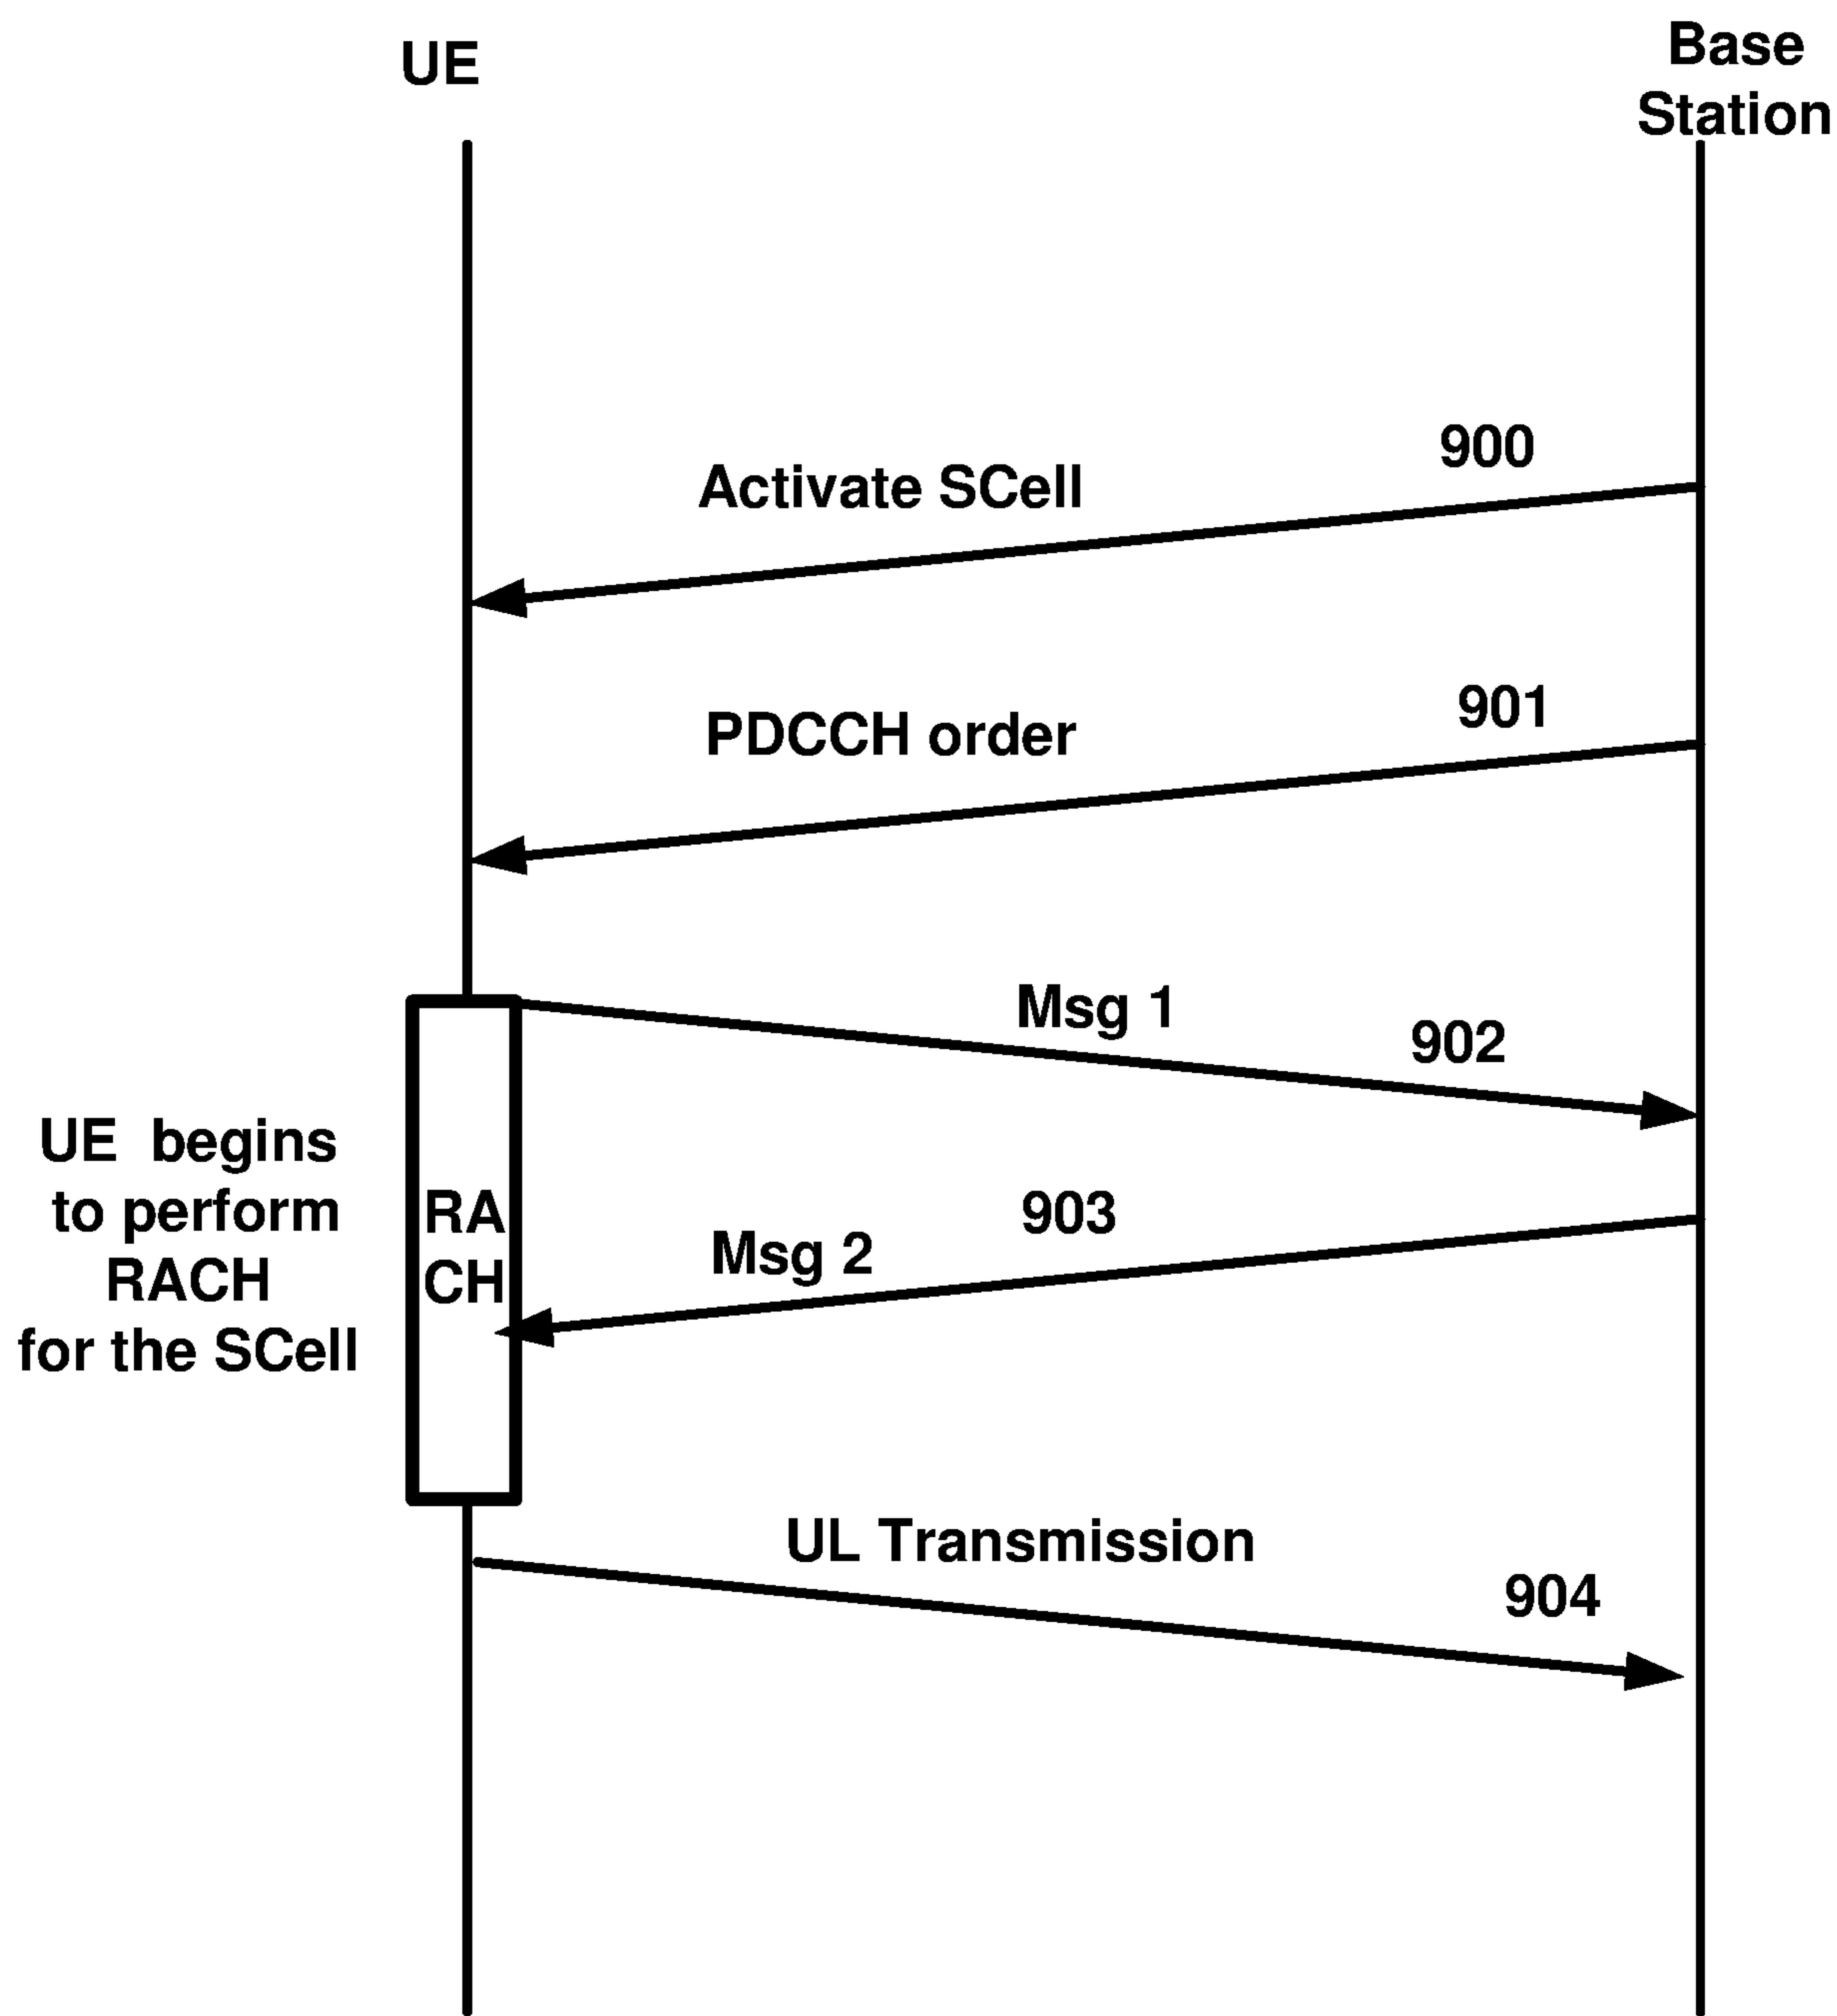 UE
Base
Station
900
Activate SCell
901
PDCCH order
Msg 1
902
UE begins
to perform
RACH
for the SCell
RA
CH
903
Msg 2
UL Transmission
904